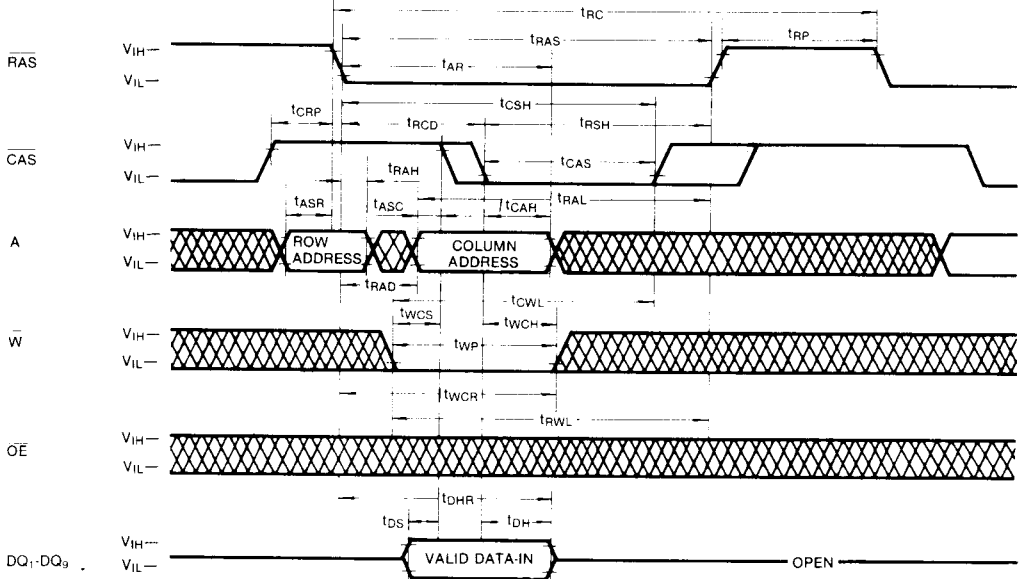 tRC
tRAS
tRP
RAS
VIH
VIL
tAR
tCSH
tCRP
tRCD
tRSH
CAS
VIH
VIL
tCAS
tRAH
tRAL
tASR
tASC
tCAH
A
VIH
VIL
ROW
ADDRESS
COLUMN
ADDRESS
tRAD
tCWL
tWCS
tWCH
W
VIH
VIL
tWP
tWCR
tRWL
OE
VIH
VIL
tDHR
tDS
tDH
DQ1-DQ9
VIH
VIL
VALID DATA-IN
OPEN